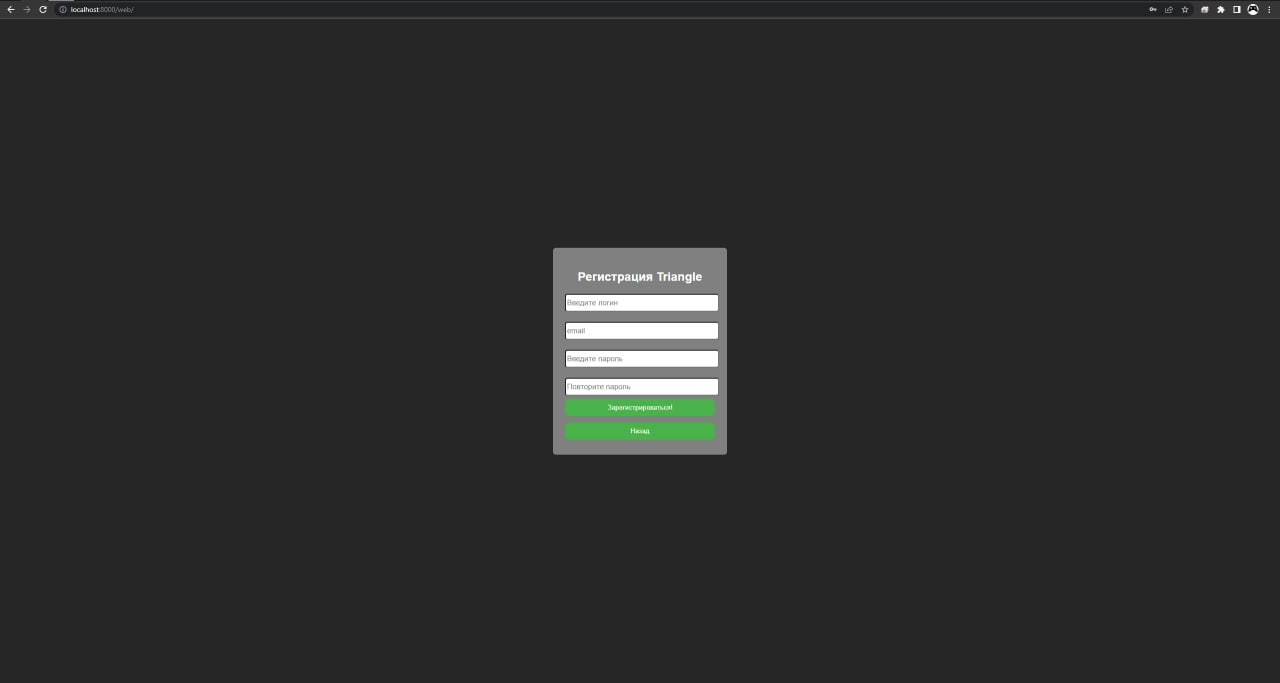 localhost:8000/web/
Регистрация Triangle
Введите логин
email
Введите пароль
Повторите пароль
Зарегистрироваться!
Назад